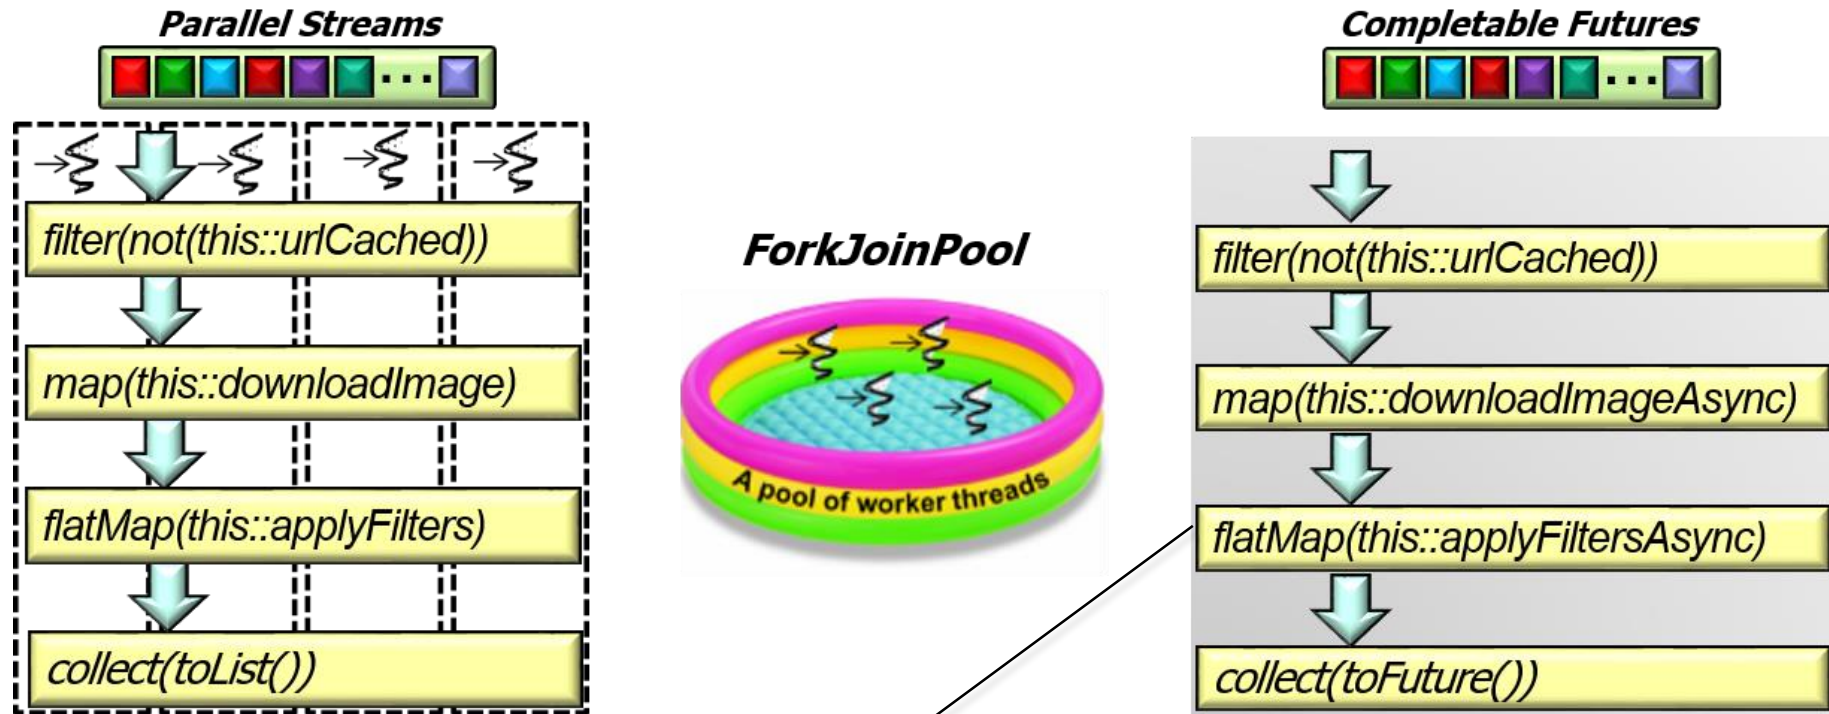 Parallel Streams
filter(not(this::urlCached))
map(this::downloadImage)
flatMap(this::applyFilters)
collect(toList())
ForkJoinPool
A pool of worker threads
Completable Futures
filter(not(this::urlCached))
map(this::downloadImageAsync)
flatMap(this::applyFiltersAsync)
collect(toFuture())